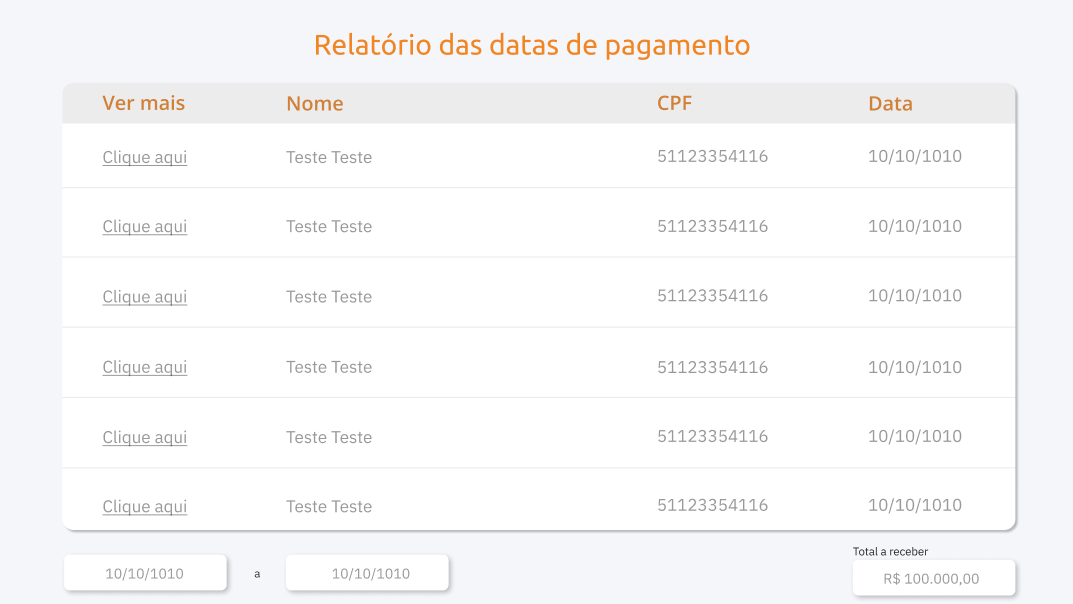 Relatório das datas de pagamento
Ver mais Nome CPF Data
Clique aqui Teste Teste 51123354116 10/10/1010
Clique aqui Teste Teste 51123354116 10/10/1010
Clique aqui Teste Teste 51123354116 10/10/1010
Clique aqui Teste Teste 51123354116 10/10/1010
Clique aqui Teste Teste 51123354116 10/10/1010
Clique aqui Teste Teste 51123354116 10/10/1010
Total a receber
10/10/1010 a 10/10/1010 R$ 100.000,00